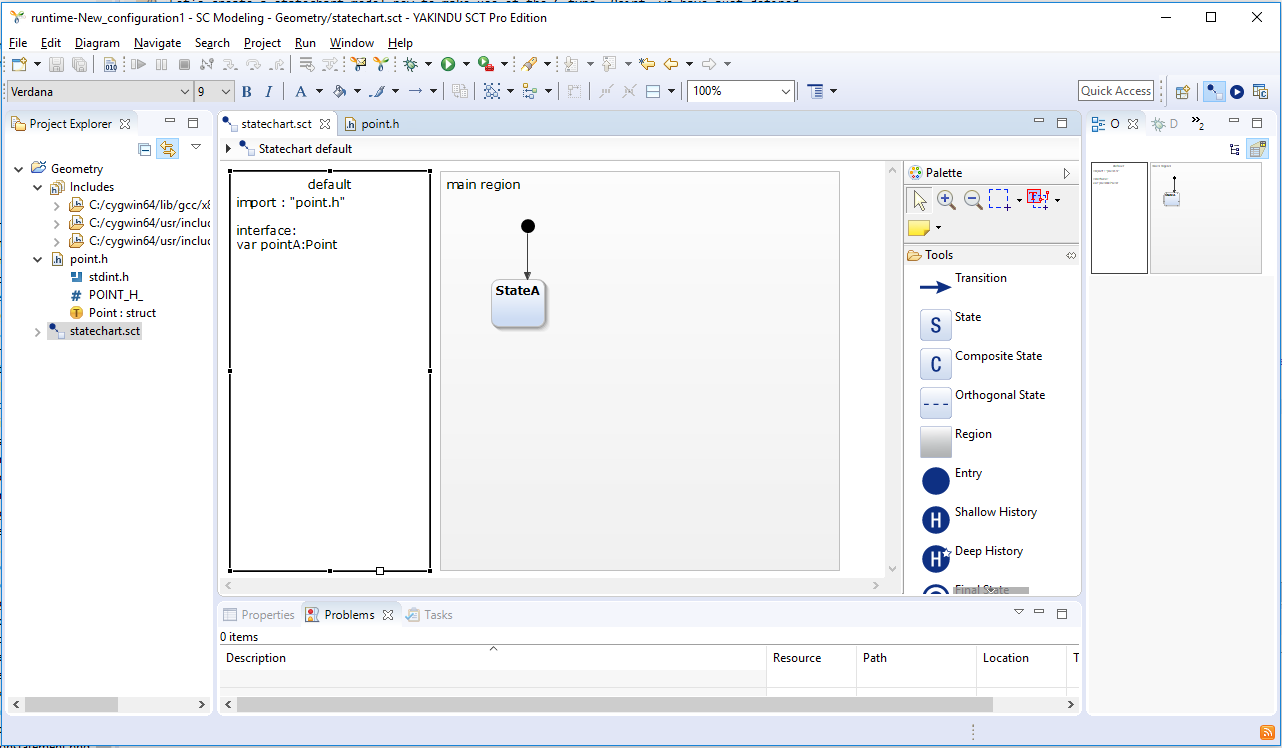 runtime-New_configuration1 - SC Modeling - Geometry/statechart.sct - YAKINDU SCT Pro Edition
File Edit Diagram Navigate Search Project Run Window Help
Verdana 9 B I A 100% Quick Access
Project Explorer
Geometry
Includes
C:/cygwin64/lib/gcc/x8
C:/cygwin64/usr/includ
C:/cygwin64/usr/includ
point.h
stdint.h
POINT_H_
Point : struct
statechart.sct
statechart.sct point.h
Statechart default
default
import : "point.h"
interface:
var pointA:Point
main region
StateA
Palette
Tools
Transition
S State
C Composite State
Orthogonal State
Region
Entry
H Shallow History
H Deep History
Final State
O D 2
Properties Problems Tasks
0 items
Description Resource Path Location T